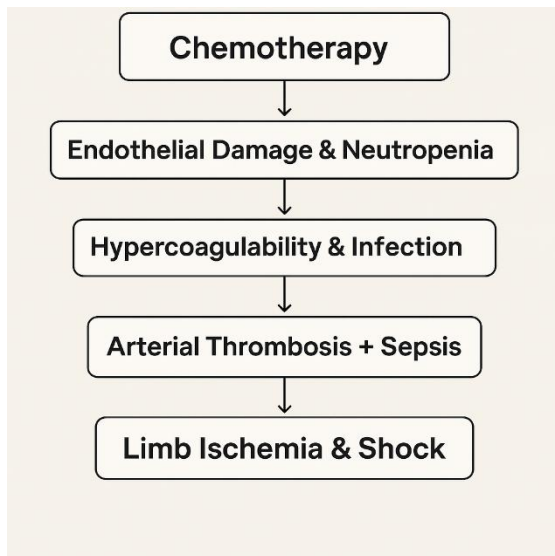 Chemotherapy
Endothelial Damage & Neutropenia
Hypercoagulability & Infection
Arterial Thrombosis + Sepsis
Limb Ischemia & Shock